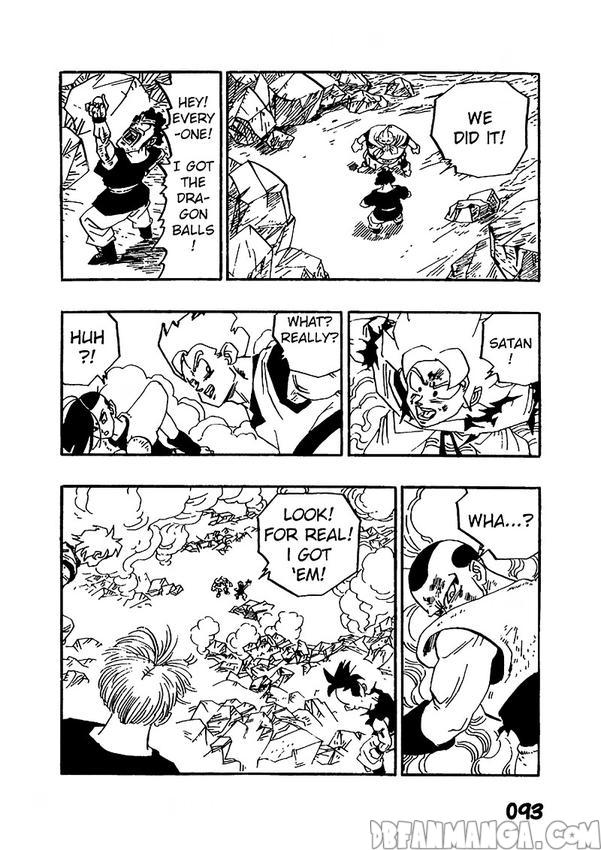 WE
DID IT!
HEY!
EVERY
-ONE!
I GOT
THE
DRA-
GON
BALLS
!
SATAN
!
WHAT?
REALLY?
HUH
?!
WHA...?
LOOK!
FOR REAL!
I GOT
'EM!
093
DBFANMANGA.COM